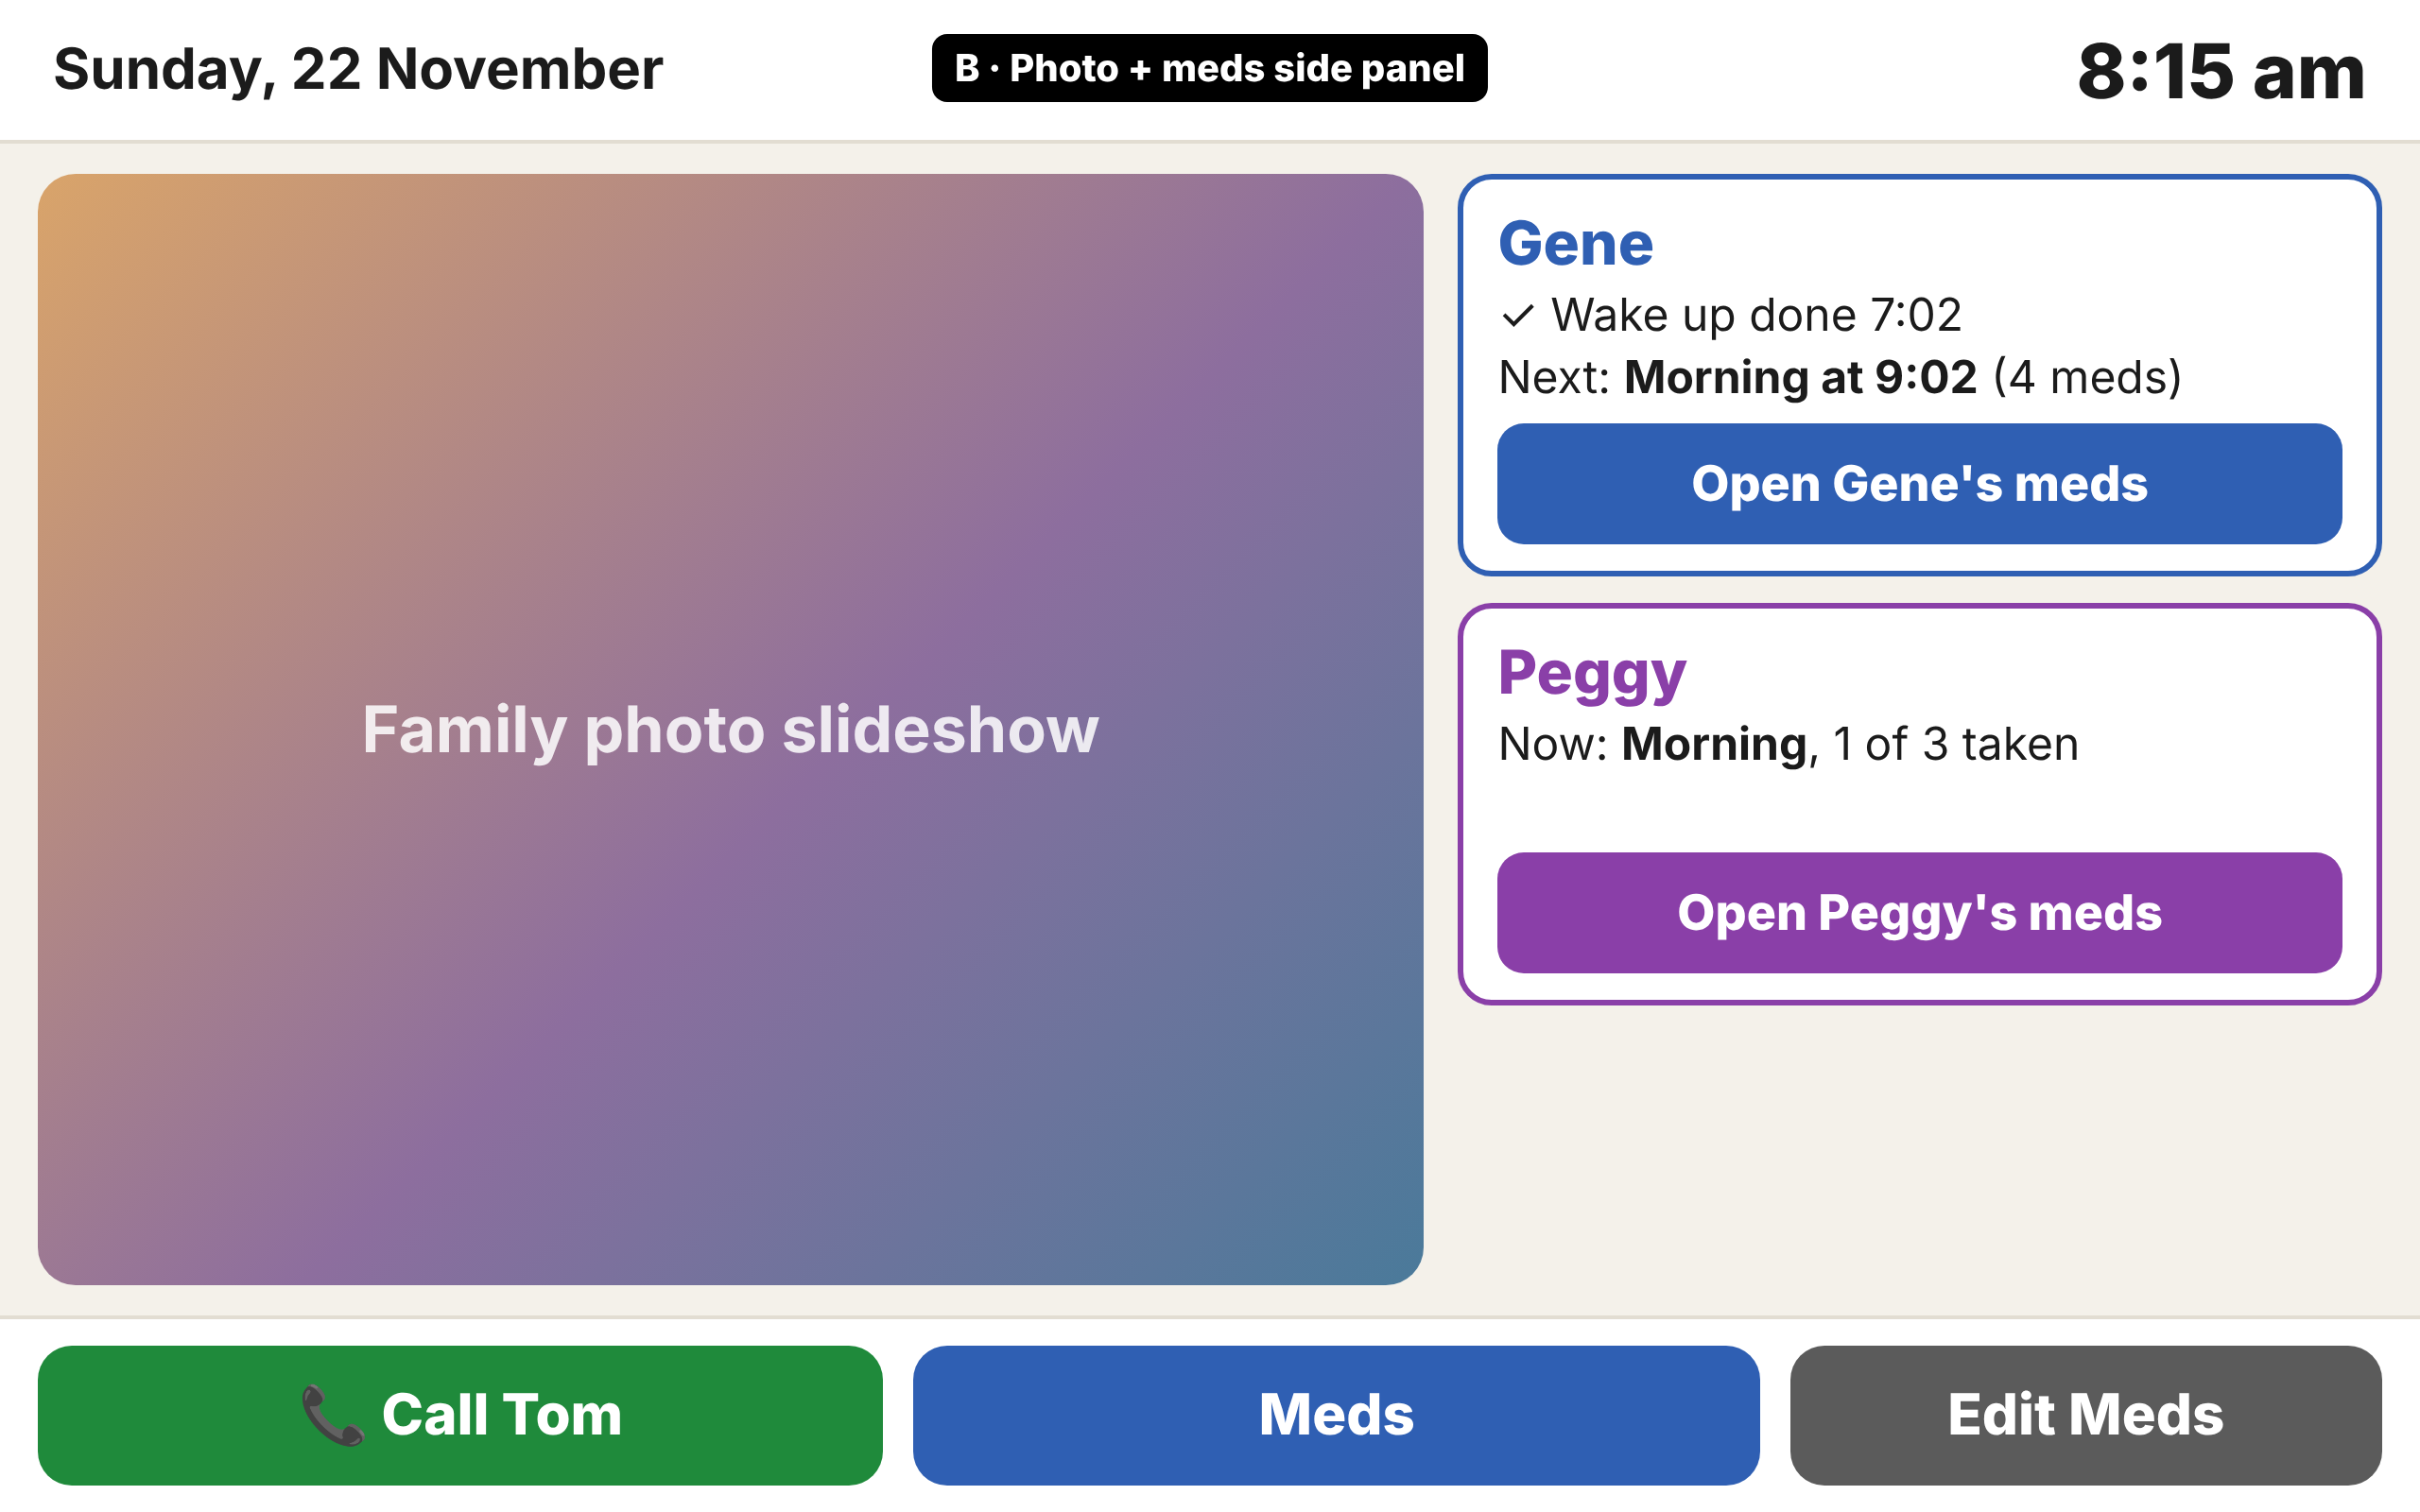 Sunday, 22 November
B · Photo + meds side panel
8:15 am
Family photo slideshow
Gene
✓ Wake up done 7:02
Next: Morning at 9:02 (4 meds)
Open Gene's meds
Peggy
Now: Morning, 1 of 3 taken
Open Peggy's meds
📞 Call Tom
Meds
Edit Meds